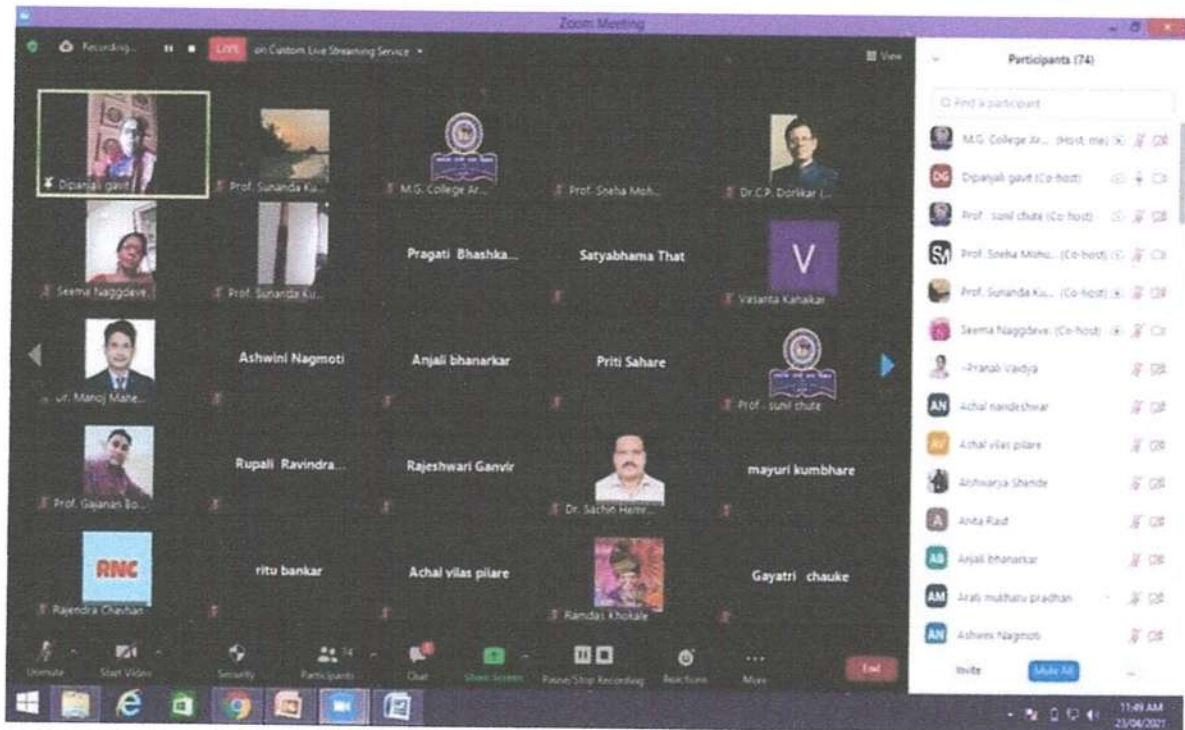 Zoom Meeting
Recording...
LIVE on Custom Live Streaming Service
View
Dipanjali gavit
Prof. Sunanda Ku...
M.G. College Ar...
Prof. Sneha Moh...
Dr.C.P. Dorlikar (...
Seema Naggdeve.
Prof. Sunanda Ku...
Pragati Bhashka...
Satyabhama That
V
Vasanta Kahalkar
Dr. Manoj Mahe...
Ashwini Nagmoti
Anjali bhanarkar
Priti Sahare
Prof - sunil chute
Prof. Gajanan Bo...
Rupali Ravindra...
Rajeshwari Ganvir
Dr. Sachin Hemr...
mayuri kumbhare
RNC
Rajendra Chavhan
ritu bankar
Achal vilas pilare
Ramdas Khokale
Gayatri chauke
Unmute
Start Video
Security
74
Participants
Chat
Share Screen
Pause/Stop Recording
Reactions
More
End
Participants (74)
Find a participant
M.G. College Ar... (Host, me)
DG Dipanjali gavit (Co-host)
Prof - sunil chute (Co-host)
SM Prof. Sneha Moho... (Co-host)
Prof. Sunanda Ku... (Co-host)
Seema Naggdeve. (Co-host)
~Pranali Vaidya
AN Achal nandeshwar
AV Achal vilas pilare
Aishwarya Shende
A Anita Raut
AB Anjali bhanarkar
AM Arati mukharu pradhan
AN Ashwini Nagmoti
Invite
Mute All
...
11:49 AM
23/04/2021